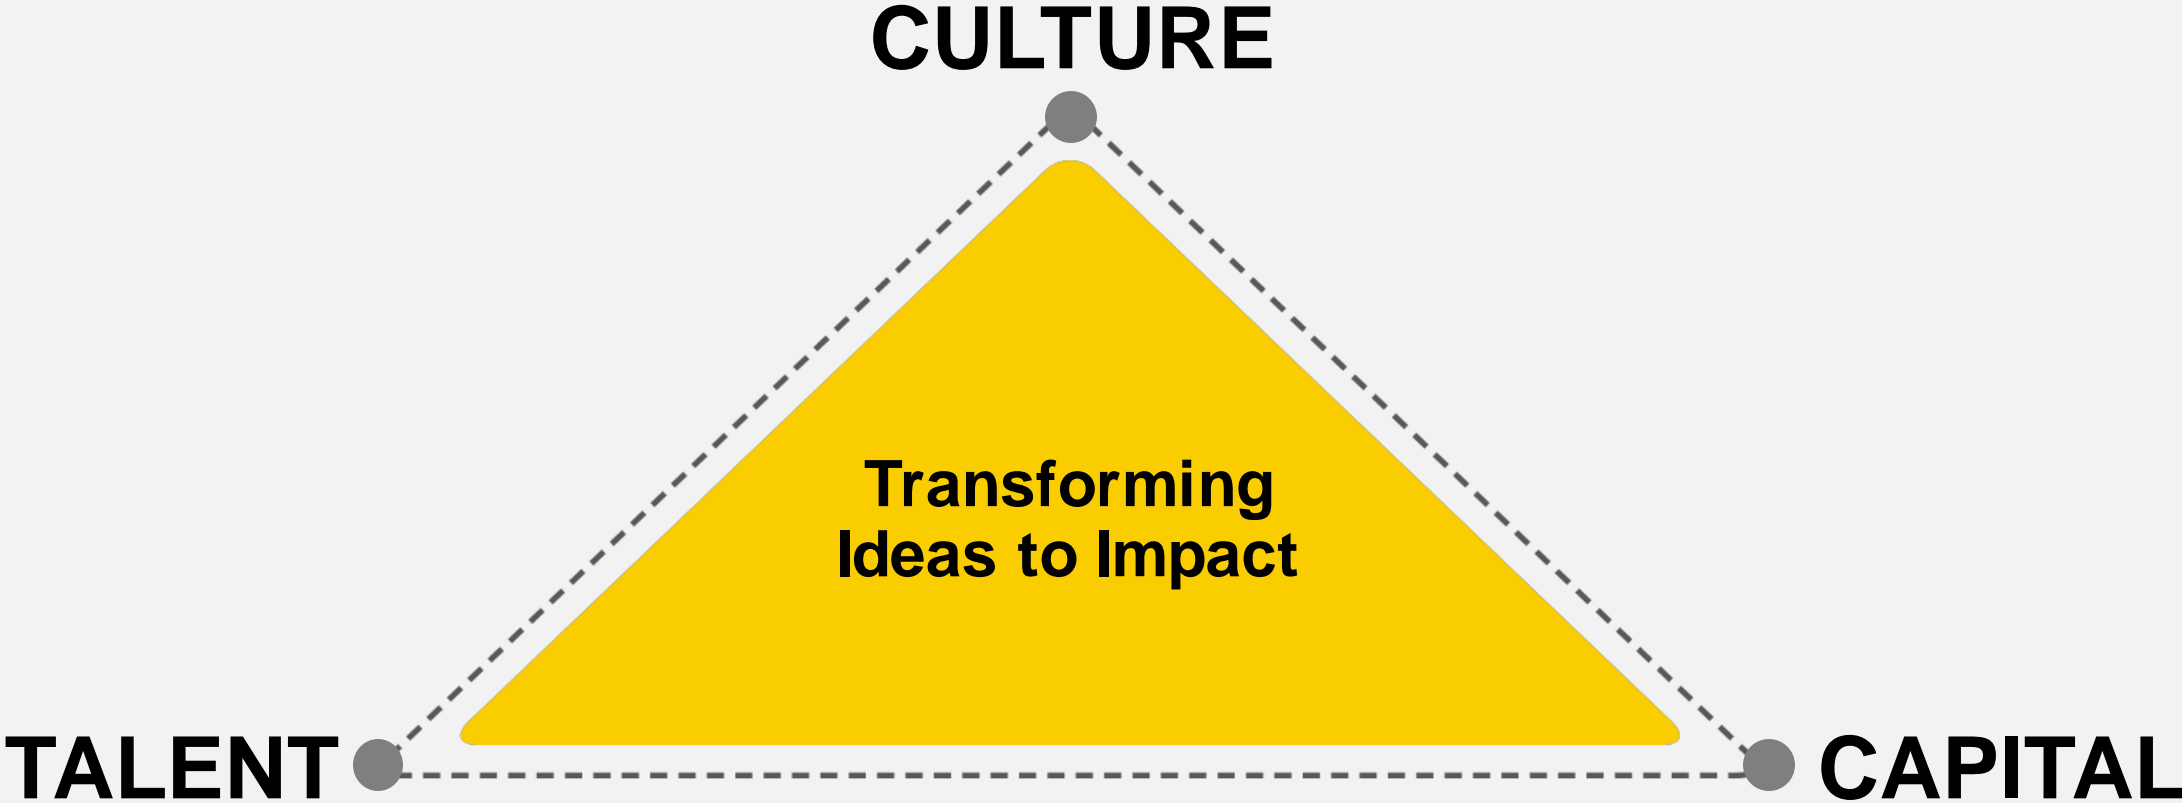 CULTURE
Transforming
Ideas to Impact
TALENT
CAPITAL